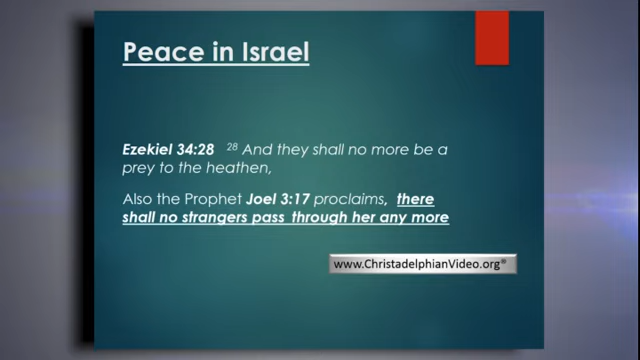 Peace in Israel
Ezekiel 34:28 28 And they shall no more be a
prey to the heathen,
Also the Prophet Joel 3:17 proclaims, there
shall no strangers pass through her any more
www.ChristadelphianVideo.org®